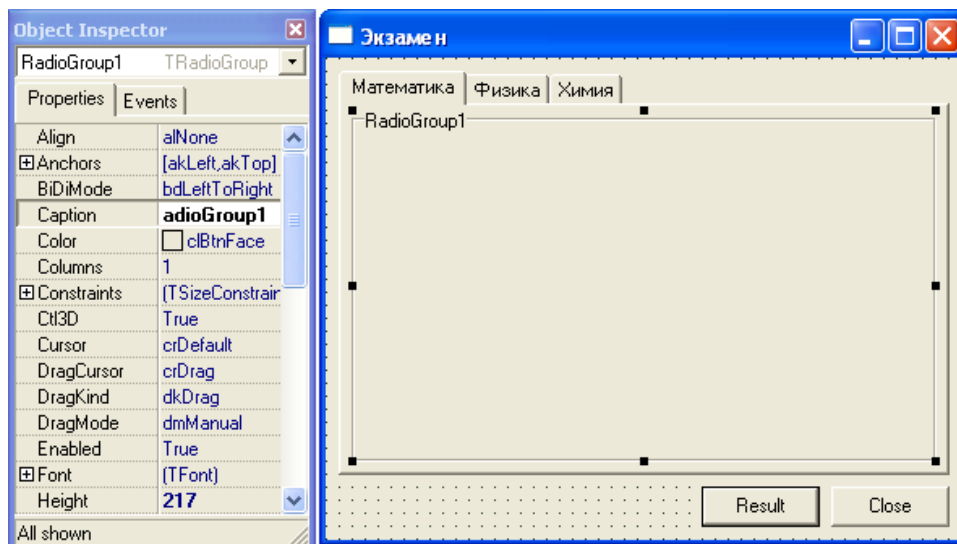 Object Inspector
RadioGroup1 TRadioGroup
Properties Events
Align alNone
Anchors [akLeft,akTop]
BiDiMode bdLeftToRight
Caption adioGroup1
Color clBtnFace
Columns 1
Constraints (TSizeConstrair
Ctl3D True
Cursor crDefault
DragCursor crDrag
DragKind dkDrag
DragMode dmManual
Enabled True
Font (TFont)
Height 217
All shown
Экзамен
Математика Физика Химия
RadioGroup1
Result Close